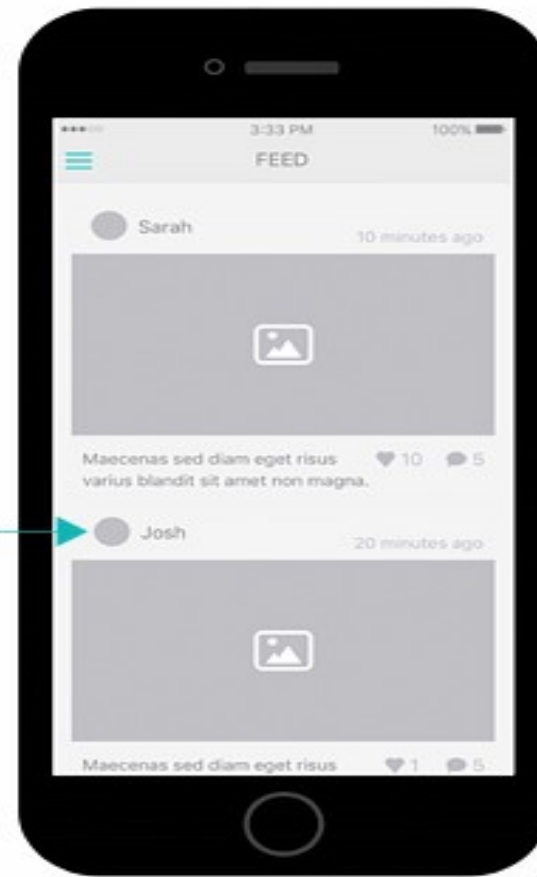 3:33 PM 100%
FEED
Sarah
10 minutes ago
Maecenas sed diam eget risus 10 5
varius blandit sit amet non magna.
Josh
20 minutes ago
Maecenas sed diam eget risus 1 5